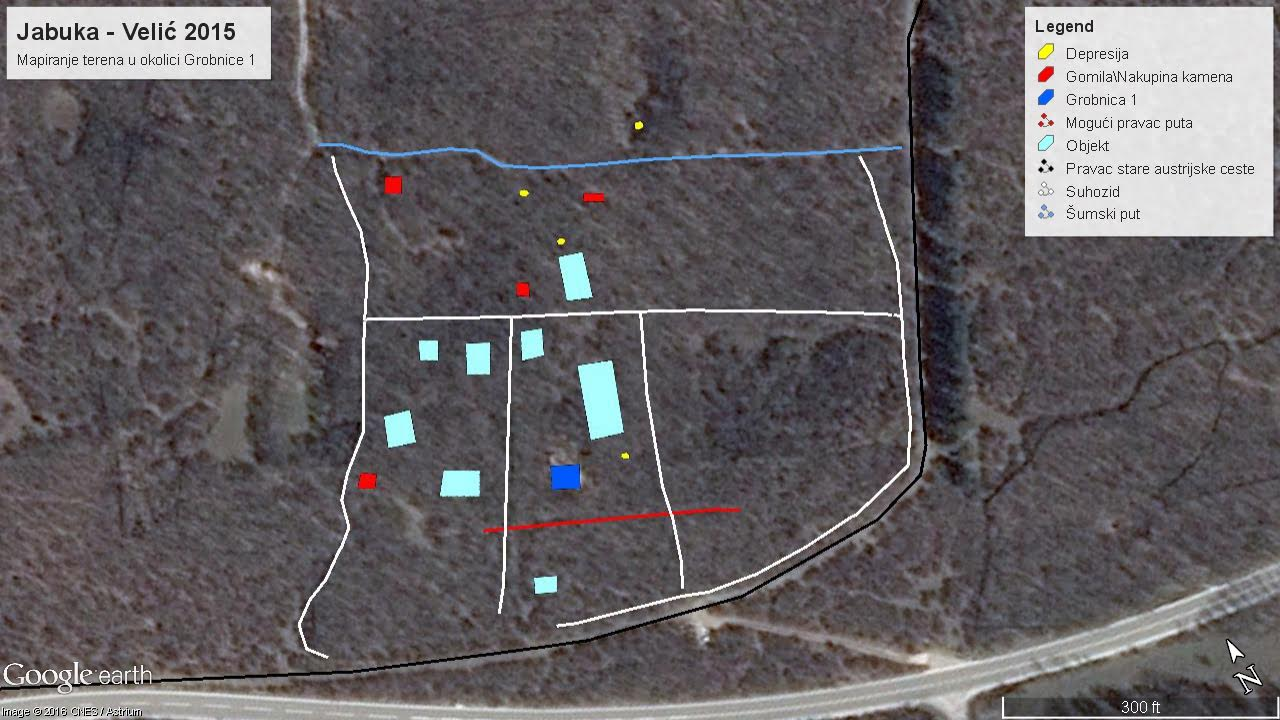 Jabuka - Velić 2015
Mapiranje terena u okolici Grobnice 1
Legend
Depresija
Gomila\Nakupina kamena
Grobnica 1
Mogući pravac puta
Objekt
Pravac stare austrijske ceste
Suhozid
Šumski put
Google earth
Image © 2016 CNES / Astrium
N
300 ft